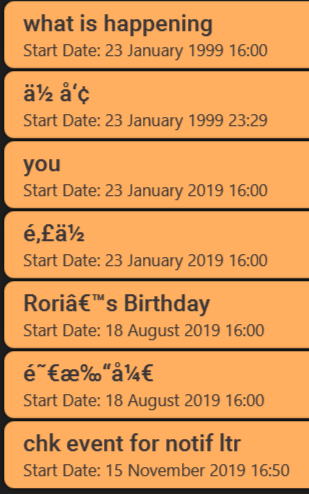 what is happening
Start Date: 23 January 1999 16:00
ä½ å‘¢
Start Date: 23 January 1999 23:29
you
Start Date: 23 January 2019 16:00
é‚£ä½
Start Date: 23 January 2019 16:00
Roriâ€™s Birthday
Start Date: 18 August 2019 16:00
é˜€æ‰“å¼€
Start Date: 18 August 2019 16:00
chk event for notif ltr
Start Date: 15 November 2019 16:50